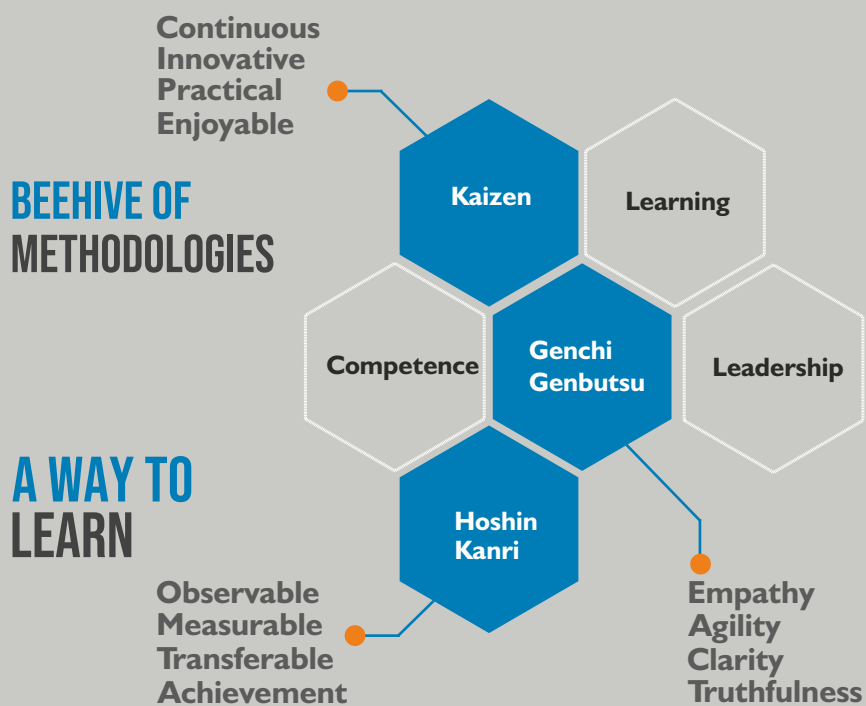 Continuous
Innovative
Practical
Enjoyable
BEEHIVE OF
METHODOLOGIES
Kaizen
Learning
Competence
Genchi
Genbutsu
Leadership
A WAY TO
LEARN
Hoshin
Kanri
Observable
Measurable
Transferable
Achievement
Empathy
Agility
Clarity
Truthfulness